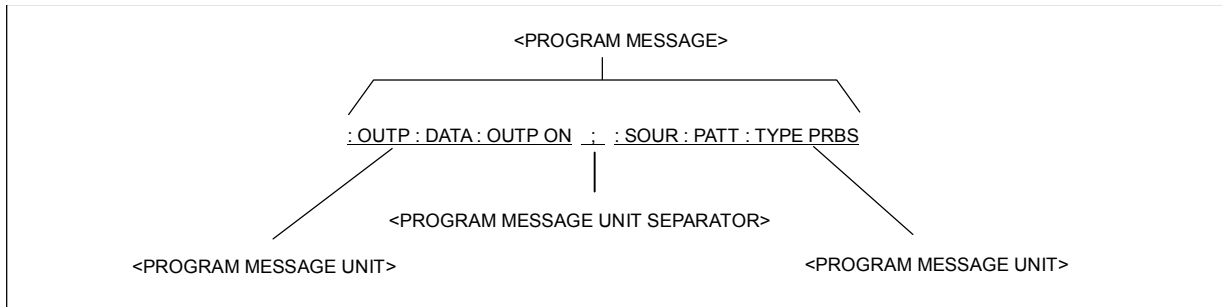 <PROGRAM MESSAGE>
: OUTP : DATA : OUTP ON ; : SOUR : PATT : TYPE PRBS
<PROGRAM MESSAGE UNIT SEPARATOR>
<PROGRAM MESSAGE UNIT> <PROGRAM MESSAGE UNIT>